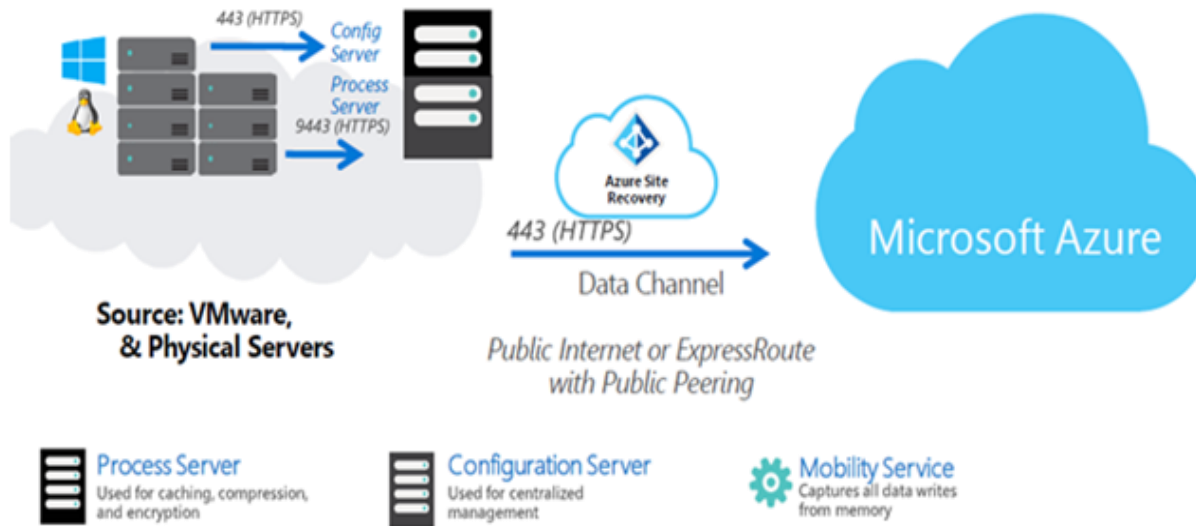 443 (HTTPS)
Config
Server
Process
Server
9443 (HTTPS)
Azure Site
Recovery
443 (HTTPS)
Data Channel
Microsoft Azure
Source: VMware,
& Physical Servers
Public Internet or ExpressRoute
with Public Peering
Process Server
Used for caching, compression,
and encryption
Configuration Server
Used for centralized
management
Mobility Service
Captures all data writes
from memory